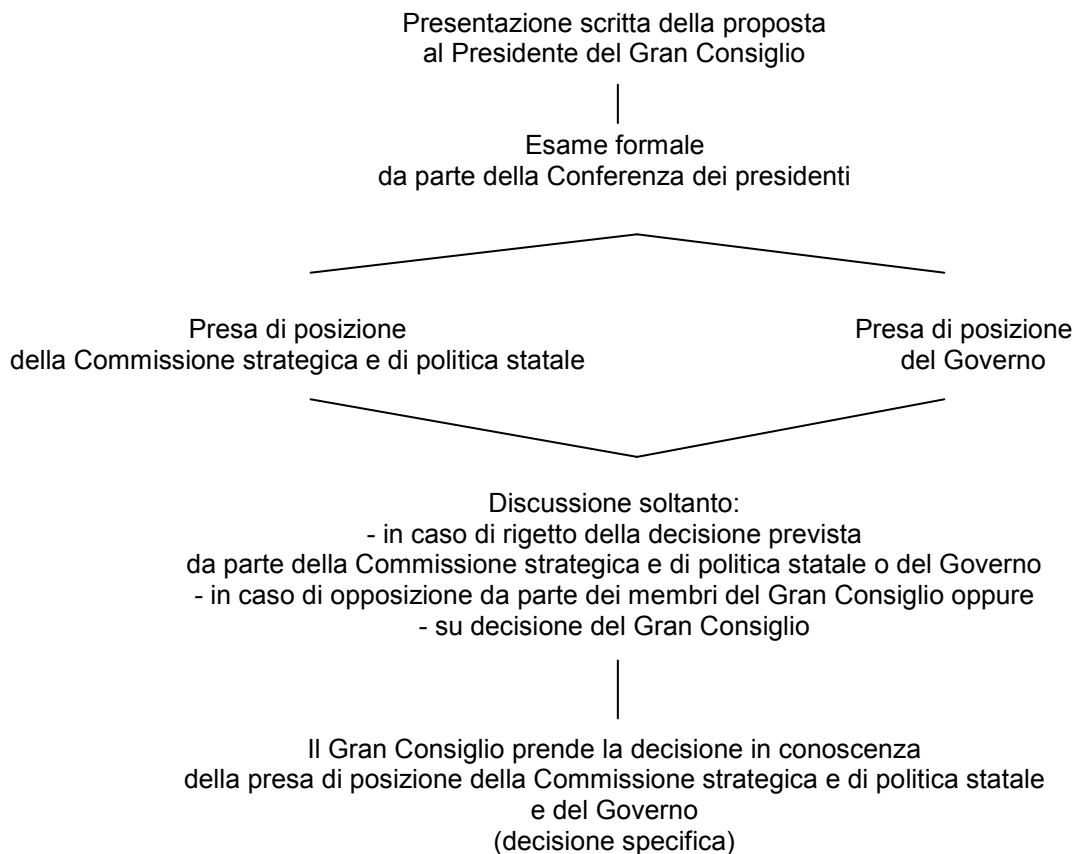 Presentazione scritta della proposta
al Presidente del Gran Consiglio
Esame formale
da parte della Conferenza dei presidenti
Presa di posizione
della Commissione strategica e di politica statale
Presa di posizione
del Governo
Discussione soltanto:
- in caso di rigetto della decisione prevista
da parte della Commissione strategica e di politica statale o del Governo
- in caso di opposizione da parte dei membri del Gran Consiglio oppure
- su decisione del Gran Consiglio
Il Gran Consiglio prende la decisione in conoscenza
della presa di posizione della Commissione strategica e di politica statale
e del Governo
(decisione specifica)